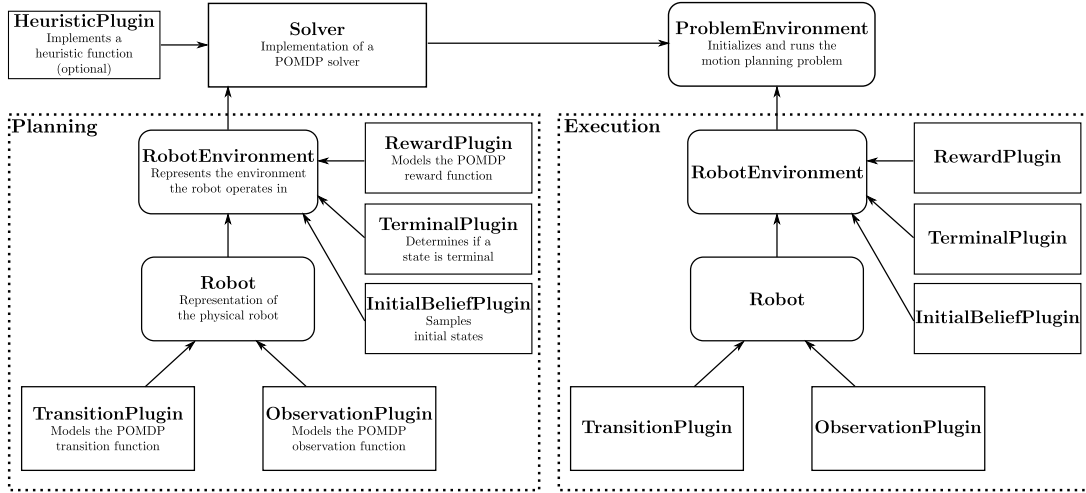 HeuristicPlugin
Implements a
heuristic function
(optional)
Solver
Implementation of a
POMDP solver
ProblemEnvironment
Initializes and runs the
motion planning problem
Planning
RobotEnvironment
Represents the environment
the robot operates in
RewardPlugin
Models the POMDP
reward function
TerminalPlugin
Determines if a
state is terminal
Robot
Representation of
the physical robot
InitialBeliefPlugin
Samples
initial states
TransitionPlugin
Models the POMDP
transition function
ObservationPlugin
Models the POMDP
observation function
Execution
RobotEnvironment
RewardPlugin
TerminalPlugin
Robot
InitialBeliefPlugin
TransitionPlugin
ObservationPlugin